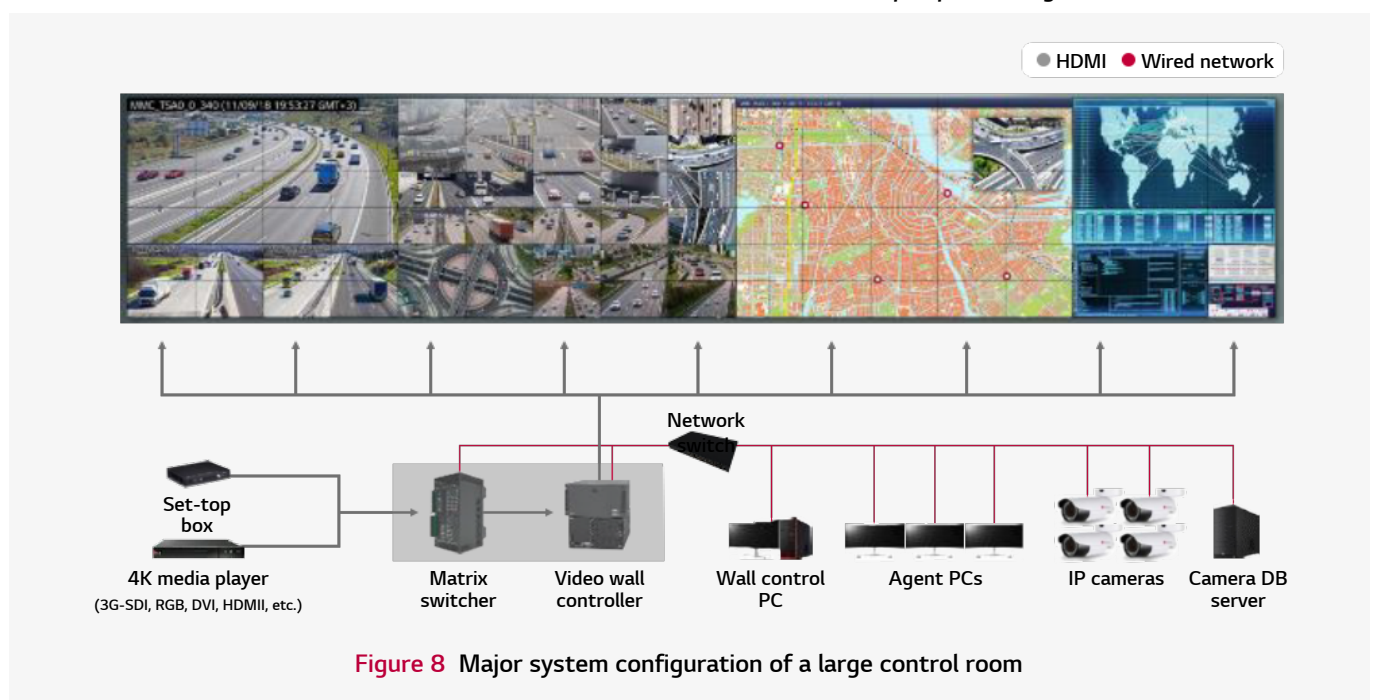 HDMI Wired network
MMC_TSA0_0_340 (11/09/18 19:53:27 GMT+3)
Network
switch
Set-top
box
4K media player
(3G-SDI, RGB, DVI, HDMII, etc.)
Matrix
switcher
Video wall
controller
Wall control
PC
Agent PCs
IP cameras
Camera DB
server
Figure 8 Major system configuration of a large control room